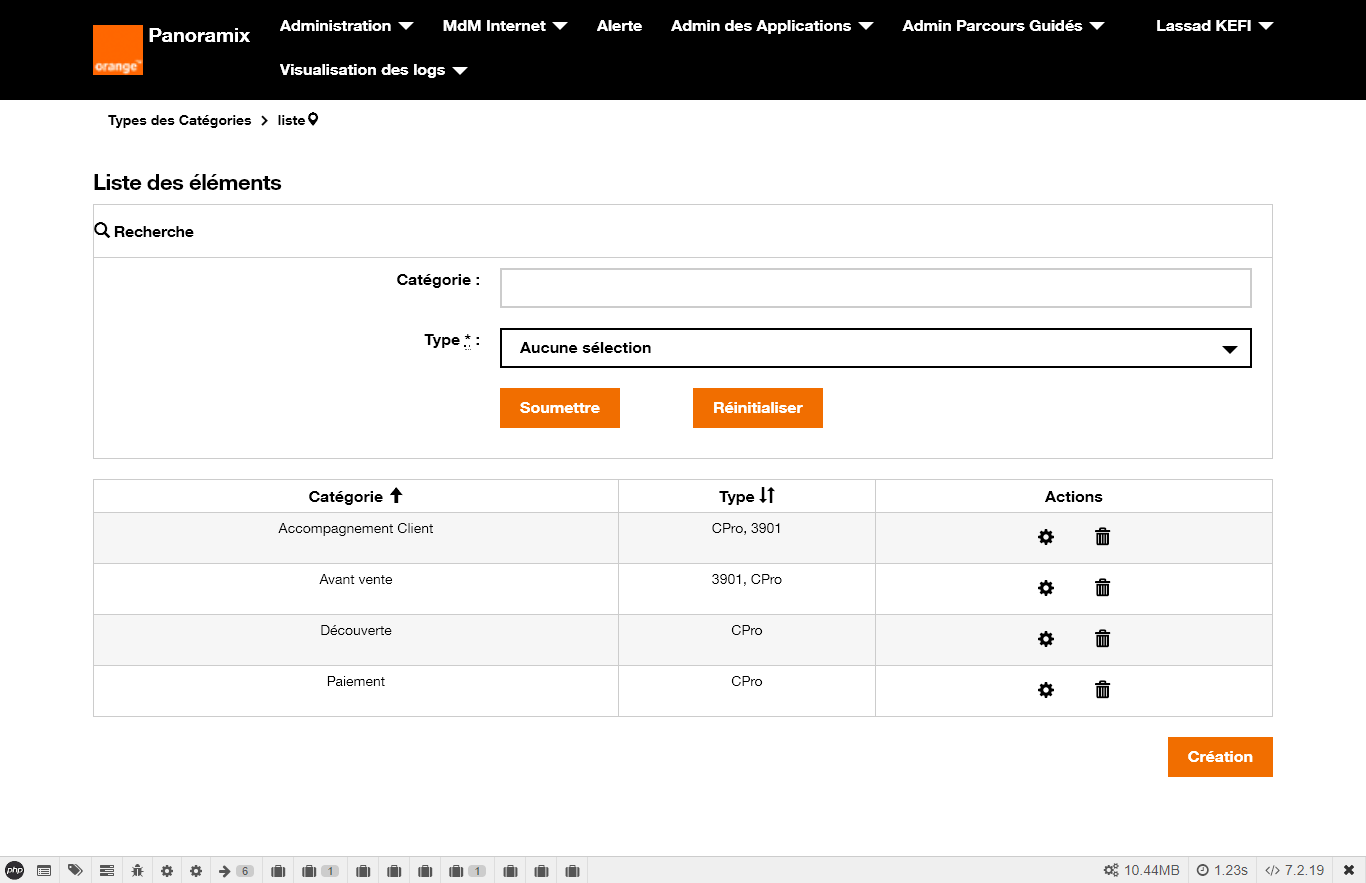 Panoramix
orange™
Administration MdM Internet Alerte Admin des Applications Admin Parcours Guidés Lassad KEFI
Visualisation des logs
Types des Catégories > liste
Liste des éléments
Recherche
Catégorie :
Type * :
Aucune sélection
Soumettre Réinitialiser
Catégorie Type Actions
Accompagnement Client CPro, 3901
Avant vente 3901, CPro
Découverte CPro
Paiement CPro
Création
php 6 1 1 10.44MB 1.23s </> 7.2.19